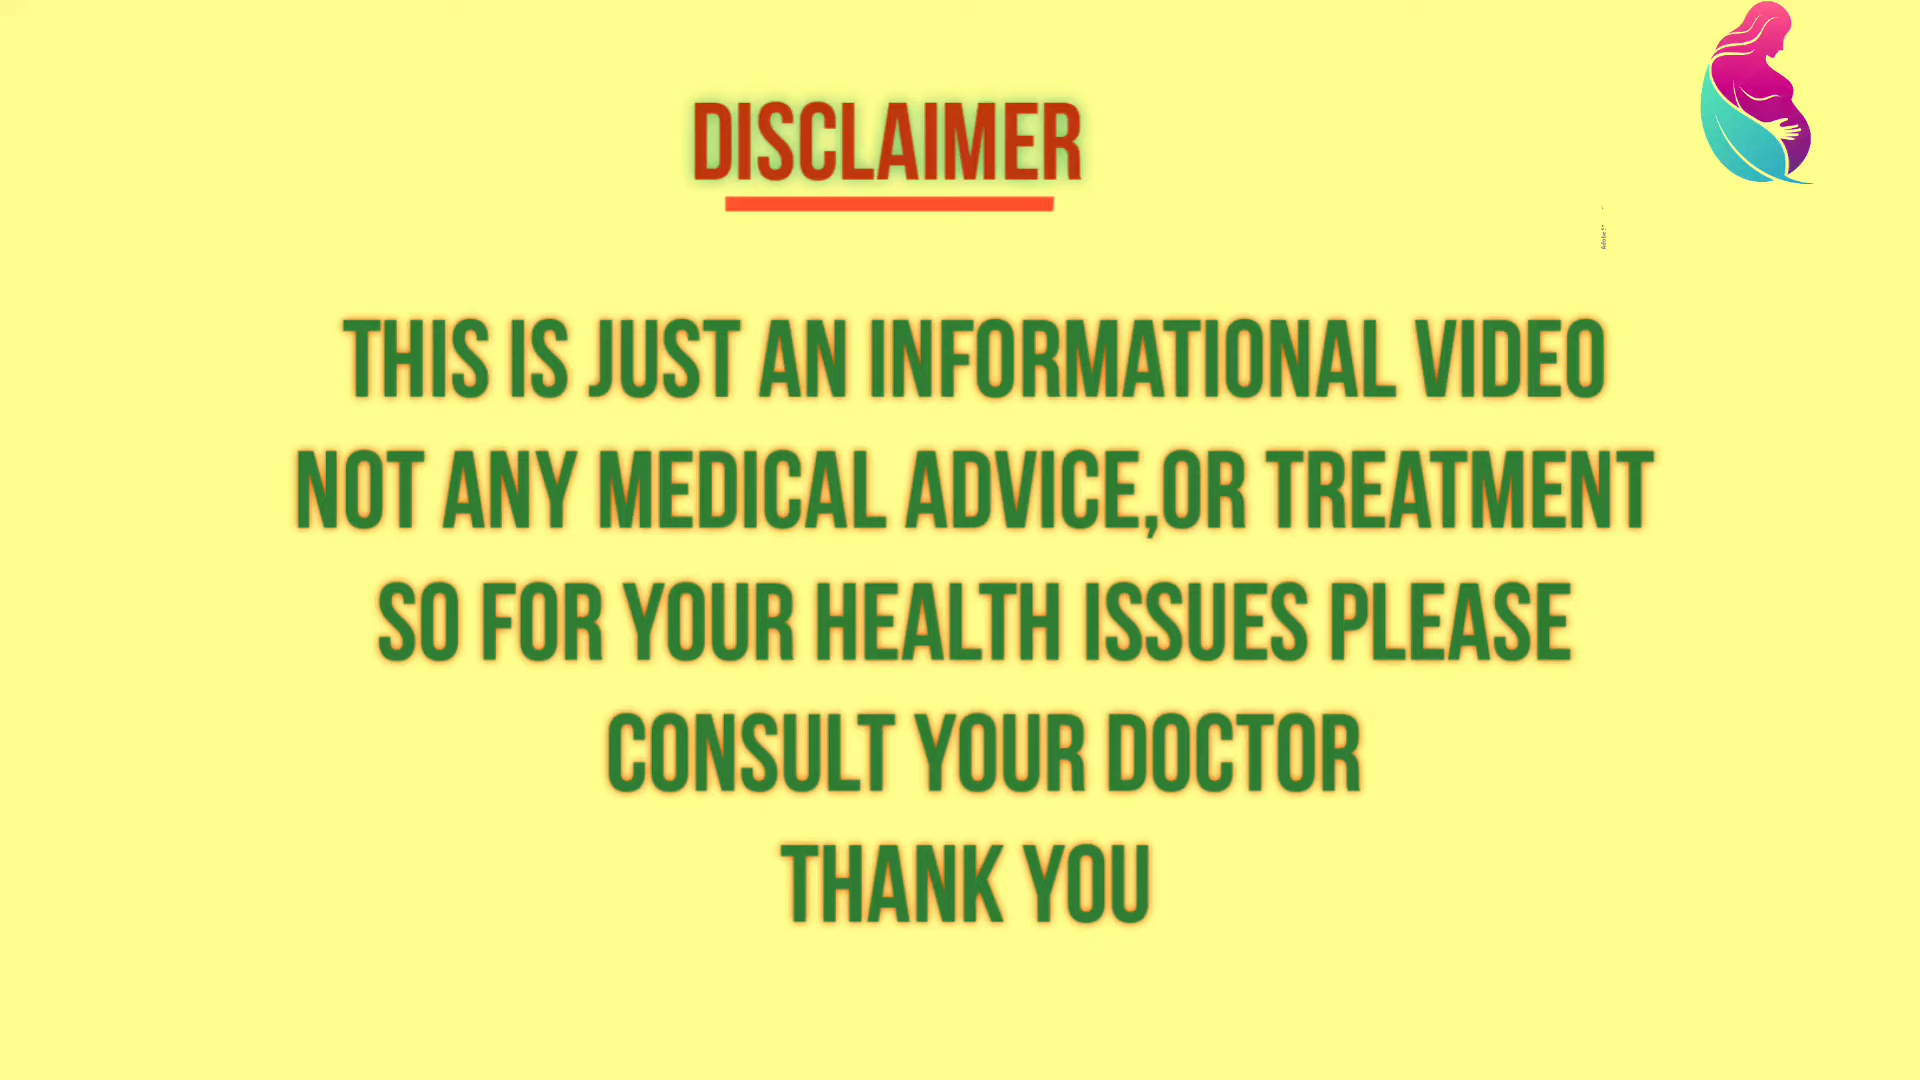 DISCLAIMER
THIS IS JUST AN INFORMATIONAL VIDEO
NOT ANY MEDICAL ADVICE,OR TREATMENT
SO FOR YOUR HEALTH ISSUES PLEASE
CONSULT YOUR DOCTOR
THANK YOU